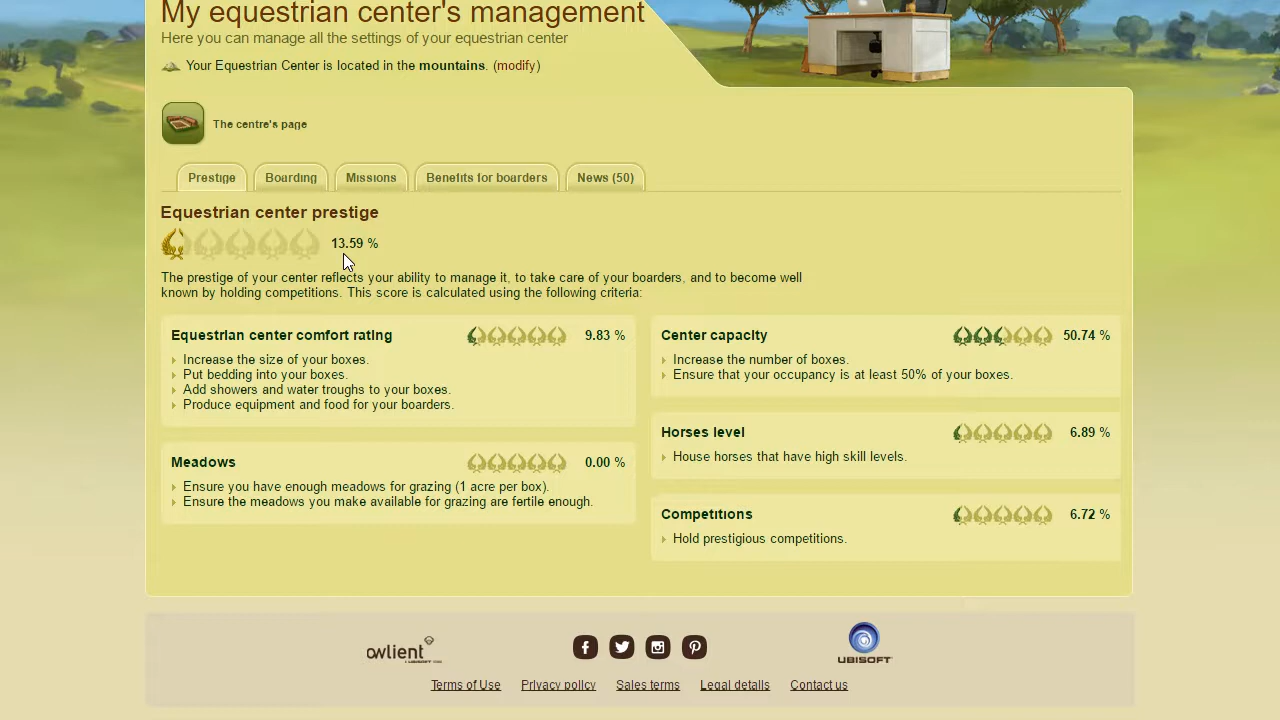 My equestrian center's management
Here you can manage all the settings of your equestrian center
Your Equestrian Center is located in the mountains. (modify)
The centre's page
Prestige
Boarding
Missions
Benefits for boarders
News (50)
Equestrian center prestige
13.59 %
The prestige of your center reflects your ability to manage it, to take care of your boarders, and to become well
known by holding competitions. This score is calculated using the following criteria:
Equestrian center comfort rating 9.83 %
Increase the size of your boxes.
Put bedding into your boxes.
Add showers and water troughs to your boxes.
Produce equipment and food for your boarders.
Meadows 0.00 %
Ensure you have enough meadows for grazing (1 acre per box).
Ensure the meadows you make available for grazing are fertile enough.
Center capacity 50.74 %
Increase the number of boxes.
Ensure that your occupancy is at least 50% of your boxes.
Horses level 6.89 %
House horses that have high skill levels.
Competitions 6.72 %
Hold prestigious competitions.
owlient
UBISOFT
Terms of Use Privacy policy Sales terms Legal details Contact us